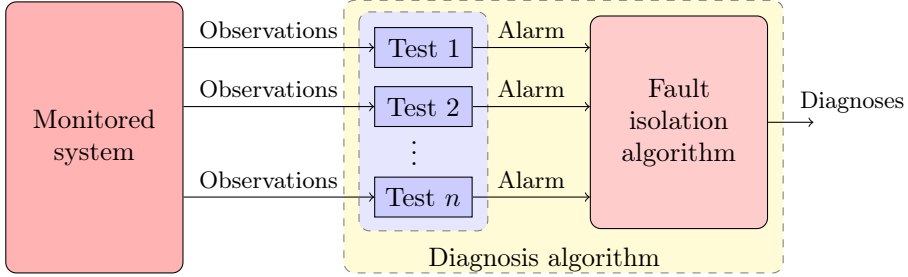 Observations
Alarm
Test 1
Observations
Alarm
Test 2
Monitored
system
Fault
isolation
algorithm
Diagnoses
⋮
Observations
Alarm
Test n
Diagnosis algorithm